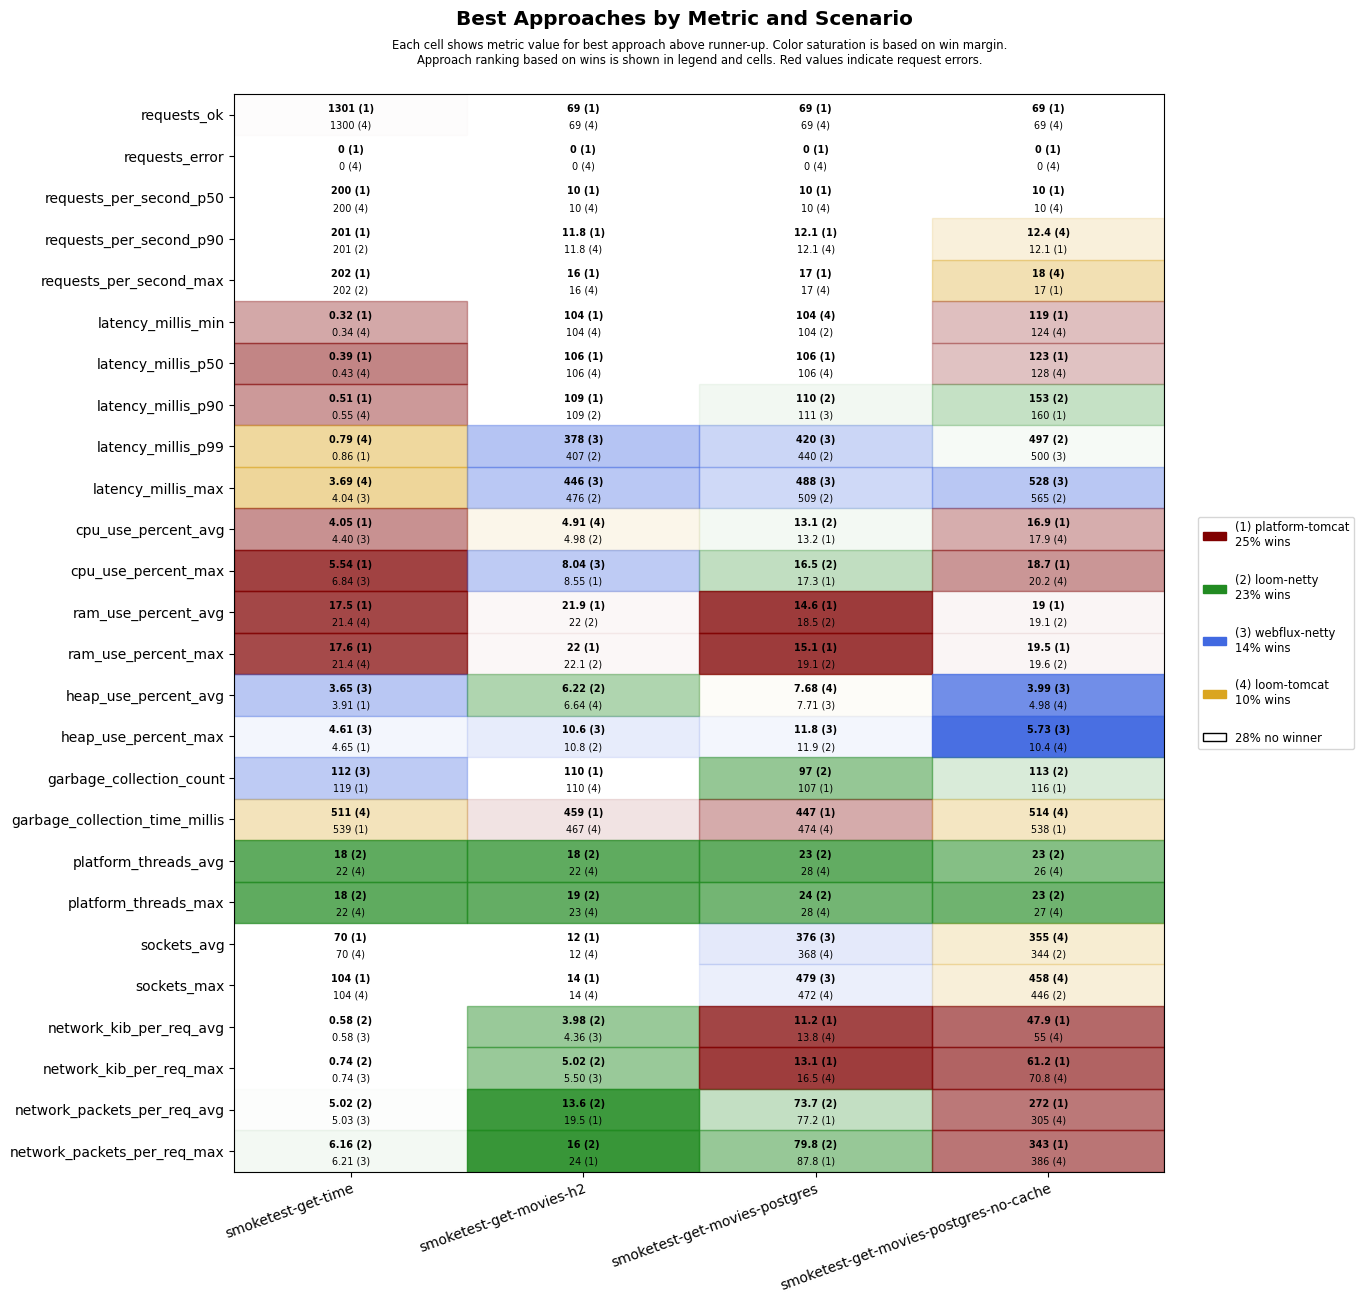 Best Approaches by Metric and Scenario
Each cell shows metric value for best approach above runner-up. Color saturation is based on win margin.
Approach ranking based on wins is shown in legend and cells. Red values indicate request errors.
requests_ok
1301 (1) 69 (1) 69 (1) 69 (1)
1300 (4) 69 (4) 69 (4) 69 (4)
requests_error
0 (1) 0 (1) 0 (1) 0 (1)
0 (4) 0 (4) 0 (4) 0 (4)
requests_per_second_p50
200 (1) 10 (1) 10 (1) 10 (1)
200 (4) 10 (4) 10 (4) 10 (4)
requests_per_second_p90
201 (1) 11.8 (1) 12.1 (1) 12.4 (4)
201 (2) 11.8 (4) 12.1 (4) 12.1 (1)
requests_per_second_max
202 (1) 16 (1) 17 (1) 18 (4)
202 (2) 16 (4) 17 (4) 17 (1)
latency_millis_min
0.32 (1) 104 (1) 104 (4) 119 (1)
0.34 (4) 104 (4) 104 (2) 124 (4)
latency_millis_p50
0.39 (1) 106 (1) 106 (1) 123 (1)
0.43 (4) 106 (4) 106 (4) 128 (4)
latency_millis_p90
0.51 (1) 109 (1) 110 (2) 153 (2)
0.55 (4) 109 (2) 111 (3) 160 (1)
latency_millis_p99
0.79 (4) 378 (3) 420 (3) 497 (2)
0.86 (1) 407 (2) 440 (2) 500 (3)
latency_millis_max
3.69 (4) 446 (3) 488 (3) 528 (3)
4.04 (3) 476 (2) 509 (2) 565 (2)
cpu_use_percent_avg
4.05 (1) 4.91 (4) 13.1 (2) 16.9 (1)
4.40 (3) 4.98 (2) 13.2 (1) 17.9 (4)
cpu_use_percent_max
5.54 (1) 8.04 (3) 16.5 (2) 18.7 (1)
6.84 (3) 8.55 (1) 17.3 (1) 20.2 (4)
ram_use_percent_avg
17.5 (1) 21.9 (1) 14.6 (1) 19 (1)
21.4 (4) 22 (2) 18.5 (2) 19.1 (2)
ram_use_percent_max
17.6 (1) 22 (1) 15.1 (1) 19.5 (1)
21.4 (4) 22.1 (2) 19.1 (2) 19.6 (2)
heap_use_percent_avg
3.65 (3) 6.22 (2) 7.68 (4) 3.99 (3)
3.91 (1) 6.64 (4) 7.71 (3) 4.98 (4)
heap_use_percent_max
4.61 (3) 10.6 (3) 11.8 (3) 5.73 (3)
4.65 (1) 10.8 (2) 11.9 (2) 10.4 (4)
garbage_collection_count
112 (3) 110 (1) 97 (2) 113 (2)
119 (1) 110 (4) 107 (1) 116 (1)
garbage_collection_time_millis
511 (4) 459 (1) 447 (1) 514 (4)
539 (1) 467 (4) 474 (4) 538 (1)
platform_threads_avg
18 (2) 18 (2) 23 (2) 23 (2)
22 (4) 22 (4) 28 (4) 26 (4)
platform_threads_max
18 (2) 19 (2) 24 (2) 23 (2)
22 (4) 23 (4) 28 (4) 27 (4)
sockets_avg
70 (1) 12 (1) 376 (3) 355 (4)
70 (4) 12 (4) 368 (4) 344 (2)
sockets_max
104 (1) 14 (1) 479 (3) 458 (4)
104 (4) 14 (4) 472 (4) 446 (2)
network_kib_per_req_avg
0.58 (2) 3.98 (2) 11.2 (1) 47.9 (1)
0.58 (3) 4.36 (3) 13.8 (4) 55 (4)
network_kib_per_req_max
0.74 (2) 5.02 (2) 13.1 (1) 61.2 (1)
0.74 (3) 5.50 (3) 16.5 (4) 70.8 (4)
network_packets_per_req_avg
5.02 (2) 13.6 (2) 73.7 (2) 272 (1)
5.03 (3) 19.5 (1) 77.2 (1) 305 (4)
network_packets_per_req_max
6.16 (2) 16 (2) 79.8 (2) 343 (1)
6.21 (3) 24 (1) 87.8 (1) 386 (4)
smoketest-get-time
smoketest-get-movies-h2
smoketest-get-movies-postgres
smoketest-get-movies-postgres-no-cache
(1) platform-tomcat
25% wins
(2) loom-netty
23% wins
(3) webflux-netty
14% wins
(4) loom-tomcat
10% wins
28% no winner